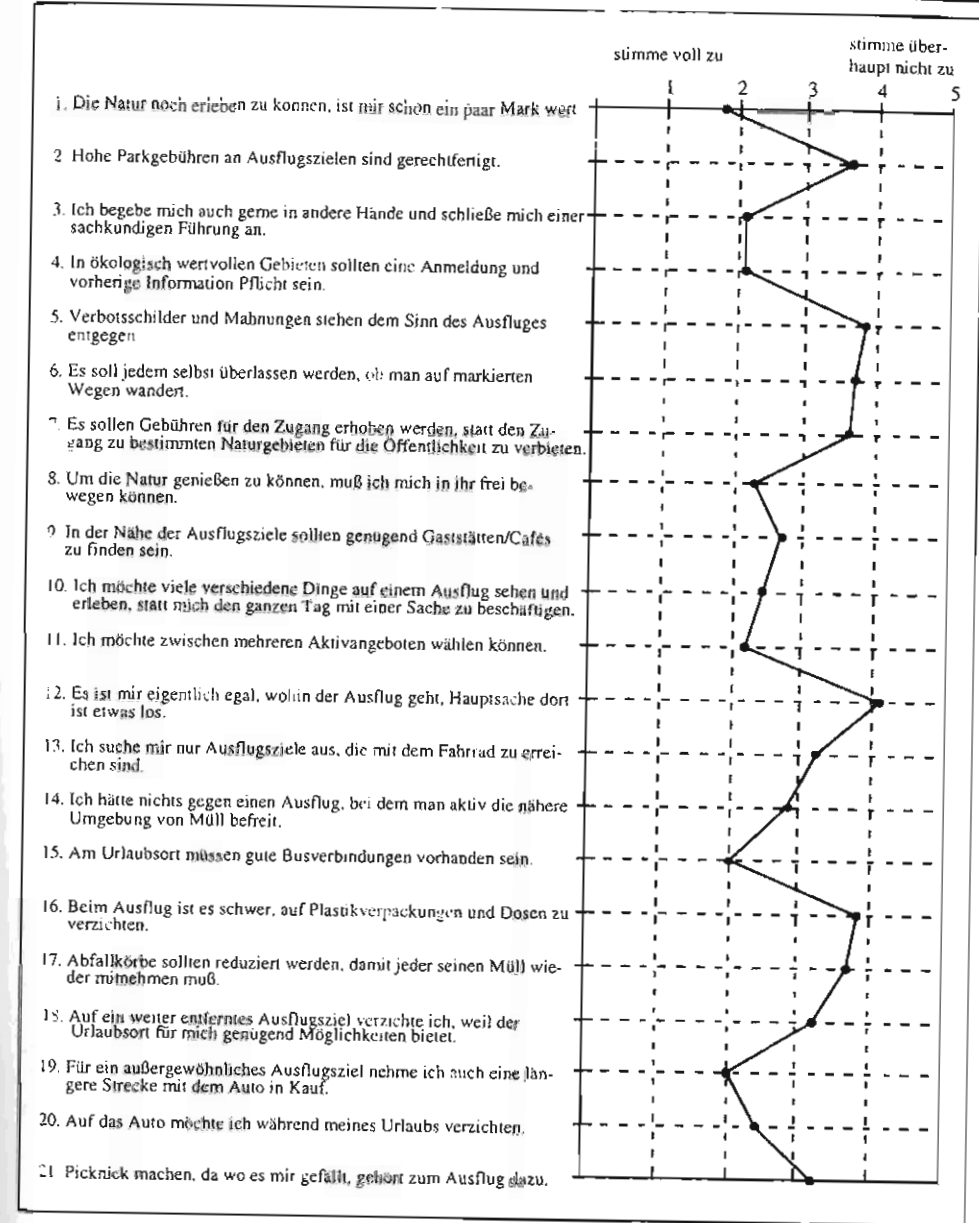 stimme voll zu
stimme über-
haupt nicht zu
1 2 3 4 5
1. Die Natur noch erleben zu konnen, ist mir schon ein paar Mark wert
2 Hohe Parkgebühren an Ausflugszielen sind gerechtfertigt.
3. Ich begebe mich auch gerne in andere Hände und schließe mich einer
sachkundigen Führung an.
4. In ökologisch wertvollen Gebieten sollten eine Anmeldung und
vorherige Information Pflicht sein.
5. Verbotsschilder und Mahnungen stehen dem Sinn des Ausfluges
entgegen
6. Es soll jedem selbst überlassen werden, ob man auf markierten
Wegen wandert.
7. Es sollen Gebühren für den Zugang erhoben werden, statt den Zu-
gang zu bestimmten Naturgebieten für die Öffentlichkeit zu verbieten.
8. Um die Natur genießen zu können, muß ich mich in ihr frei be-
wegen können.
9 In der Nähe der Ausflugsziele sollten genugend Gaststätten/Cafés
zu finden sein.
10. Ich möchte viele verschiedene Dinge auf einem Ausflug sehen und
erleben, statt mich den ganzen Tag mit einer Sache zu beschäftigen.
11. Ich möchte zwischen mehreren Aktivangeboten wählen können.
12. Es ist mir eigentlich egal, wohin der Ausflug geht, Hauptsache dort
ist etwas los.
13. Ich suche mir nur Ausflugsziele aus, die mit dem Fahrrad zu errei-
chen sind.
14. Ich hätte nichts gegen einen Ausflug, bei dem man aktiv die nähere
Umgebung von Müll befreit.
15. Am Urlaubsort müssen gute Busverbindungen vorhanden sein.
16. Beim Ausflug ist es schwer, auf Plastikverpackungen und Dosen zu
verzichten.
17. Abfallkörbe sollten reduziert werden, damit jeder seinen Müll wie-
der mitnehmen muß.
18. Auf ein weiter entferntes Ausflugsziel verzichte ich, weil der
Urlaubsort für mich genügend Möglichkeiten bietet.
19. Für ein außergewöhnliches Ausflugsziel nehme ich auch eine län-
gere Strecke mit dem Auto in Kauf.
20. Auf das Auto möchte ich während meines Urlaubs verzichten.
21 Picknick machen, da wo es mir gefällt, gehört zum Ausflug dazu.